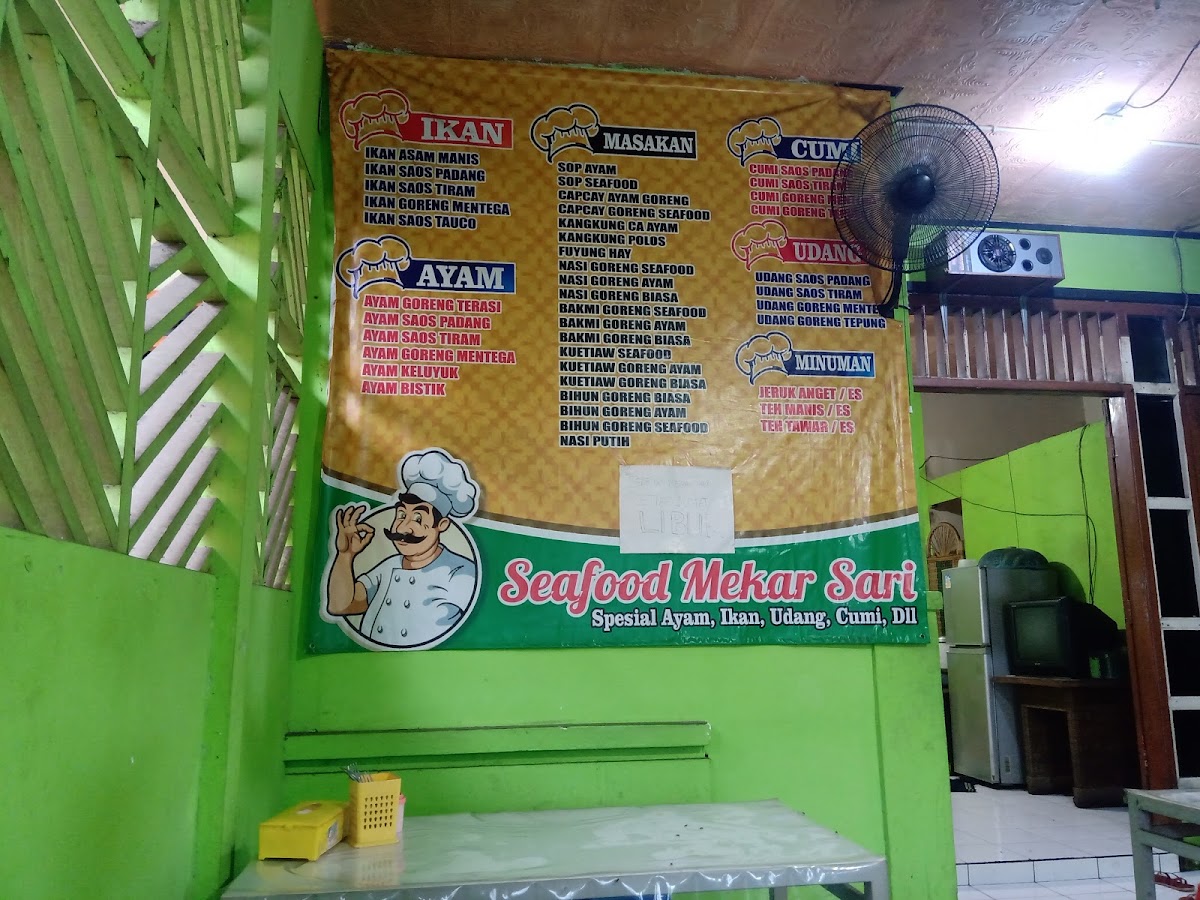 IKAN
IKAN ASAM MANIS
IKAN SAOS PADANG
IKAN SAOS TIRAM
IKAN GORENG MENTEGA
IKAN SAOS TAUCO
AYAM
AYAM GORENG TERASI
AYAM SAOS PADANG
AYAM SAOS TIRAM
AYAM GORENG MENTEGA
AYAM KELUYUK
AYAM BISTIK
MASAKAN
SOP AYAM
SOP SEAFOOD
CAPCAY AYAM GORENG
CAPCAY GORENG SEAFOOD
KANGKUNG CA AYAM
KANGKUNG POLOS
FUYUNG HAY
NASI GORENG SEAFOOD
NASI GORENG AYAM
NASI GORENG BIASA
BAKMI GORENG SEAFOOD
BAKMI GORENG AYAM
BAKMI GORENG BIASA
KUETIAW SEAFOOD
KUETIAW GORENG AYAM
KUETIAW GORENG BIASA
BIHUN GORENG BIASA
BIHUN GORENG AYAM
BIHUN GORENG SEAFOOD
NASI PUTIH
CUMI
CUMI SAOS PADANG
CUMI SAOS TIRAM
CUMI GORENG
CUMI GORENG
UDANG
UDANG SAOS PADANG
UDANG SAOS TIRAM
UDANG GORENG MENTEGA
UDANG GORENG TEPUNG
MINUMAN
JERUK ANGET / ES
TEH MANIS / ES
TEH TAWAR / ES
LIBUR
Seafood Mekar Sari
Spesial Ayam, Ikan, Udang, Cumi, Dll